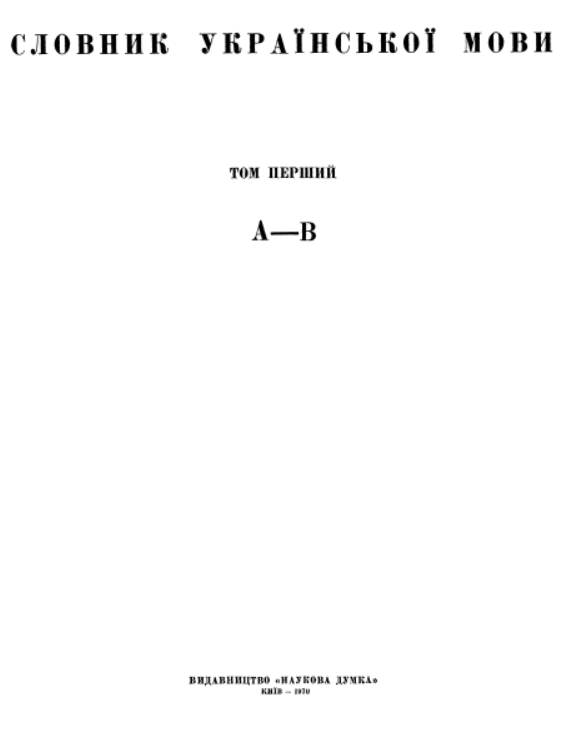 СЛОВНИК УКРАЇНСЬКОЇ МОВИ
ТОМ ПЕРШИЙ
А—В
ВИДАВНИЦТВО «НАУКОВА ДУМКА»
КИЇВ — 1970